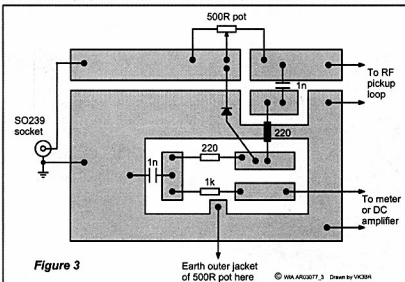 500R pot
To RF
pickup
loop
1n
SO239
socket
220
1n
220
1k
To meter
or DC
amplifier
Figure 3
Earth outer jacket
of 500R pot here
© WIA AR03077_3 Drawn by VK3BR